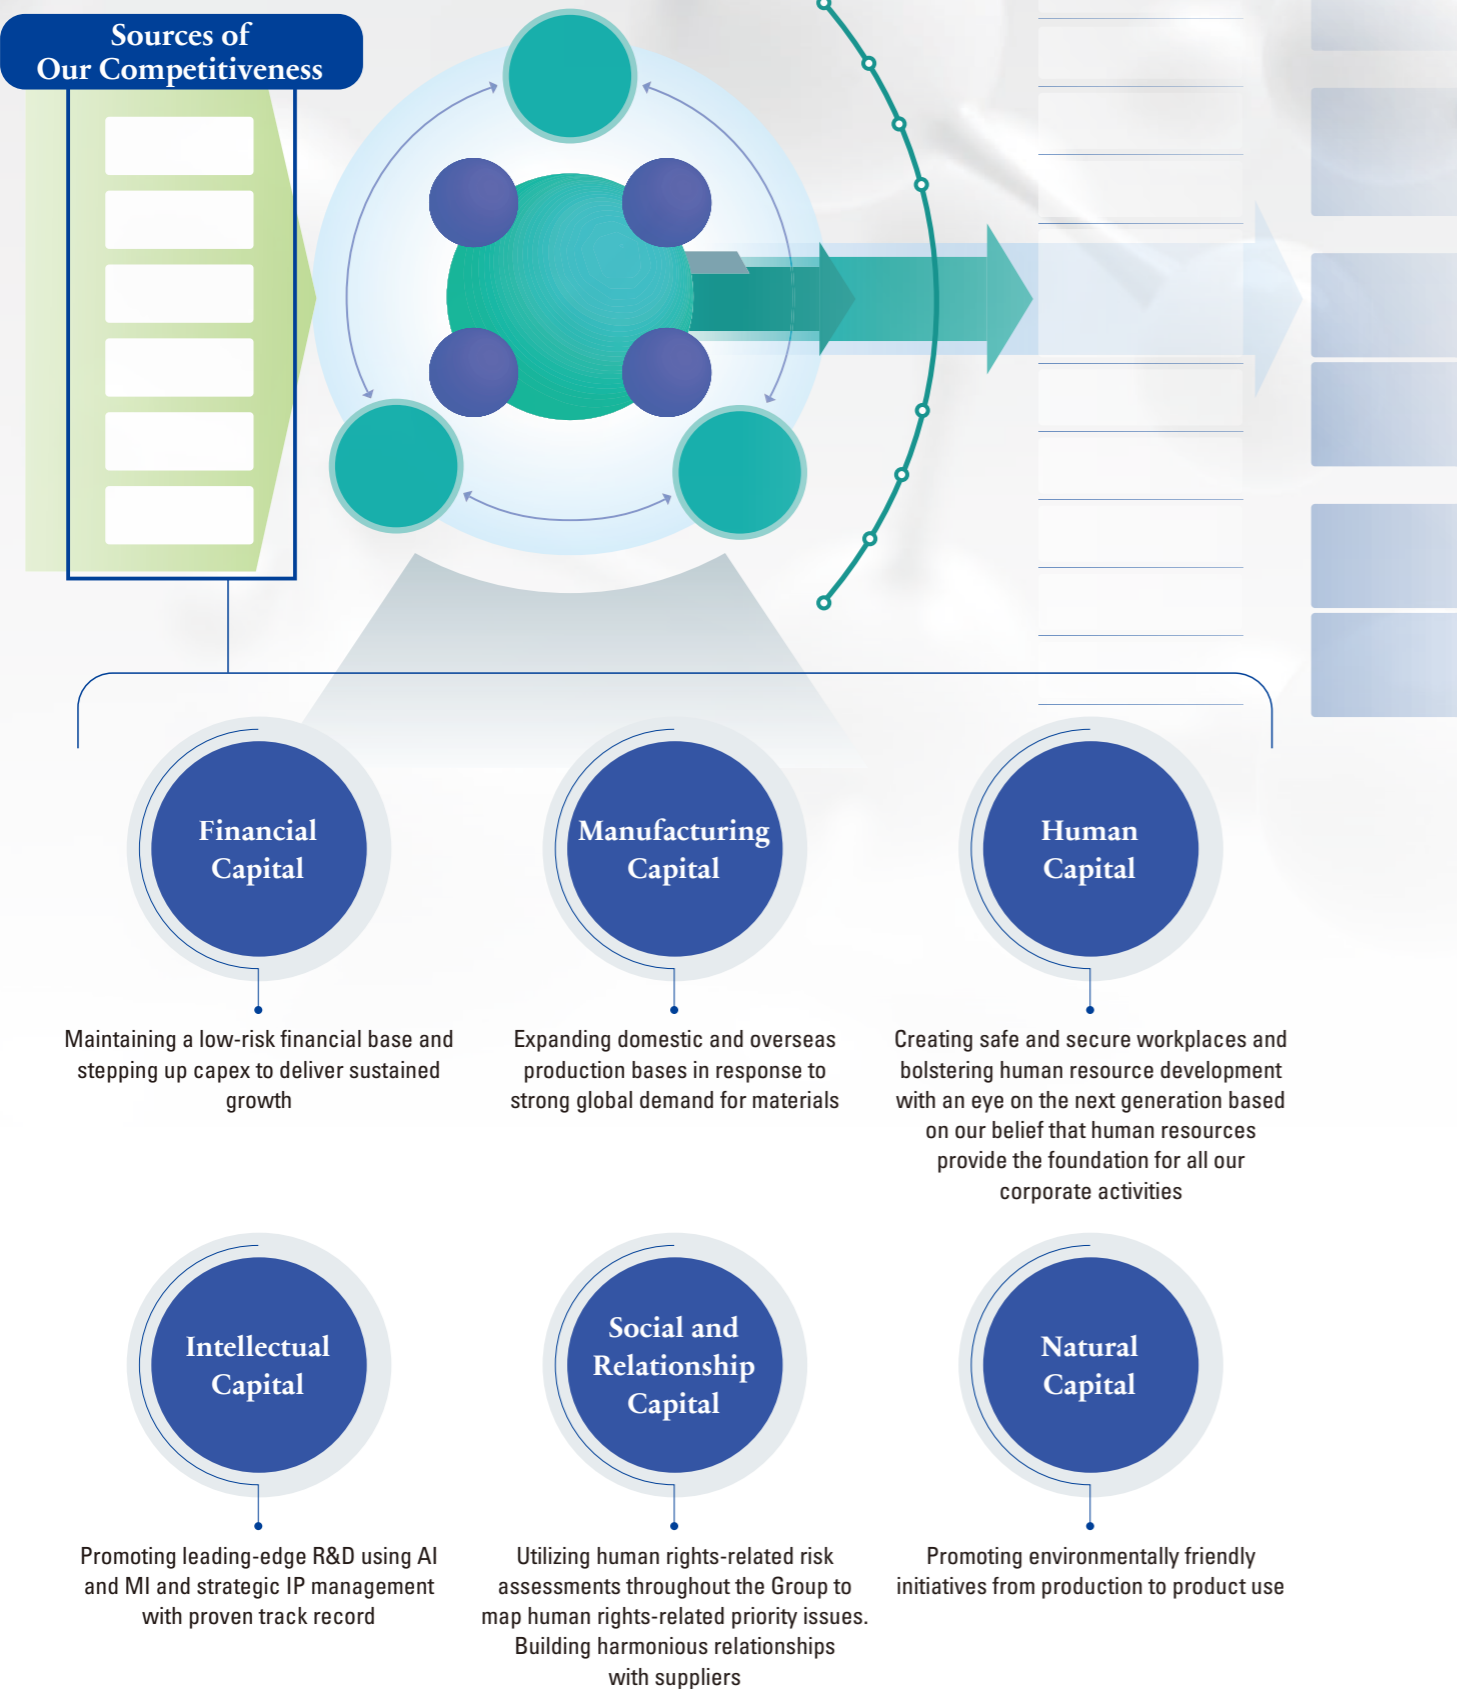 Sources of
Our Competitiveness
Financial
Capital
Maintaining a low-risk financial base and
stepping up capex to deliver sustained
growth
Manufacturing
Capital
Expanding domestic and overseas
production bases in response to
strong global demand for materials
Human
Capital
Creating safe and secure workplaces and
bolstering human resource development
with an eye on the next generation based
on our belief that human resources
provide the foundation for all our
corporate activities
Intellectual
Capital
Promoting leading-edge R&D using AI
and MI and strategic IP management
with proven track record
Social and
Relationship
Capital
Utilizing human rights-related risk
assessments throughout the Group to
map human rights-related priority issues.
Building harmonious relationships
with suppliers
Natural
Capital
Promoting environmentally friendly
initiatives from production to product use